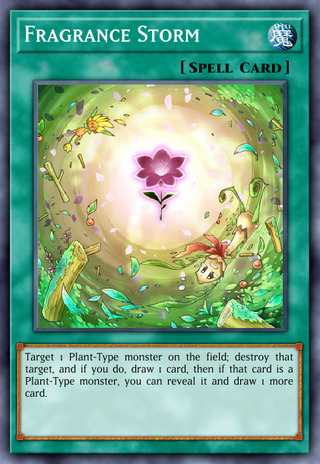 Fragrance Storm
魔
[ Spell Card ]
Target 1 Plant-Type monster on the field; destroy that
target, and if you do, draw 1 card, then if that card is a
Plant-Type monster, you can reveal it and draw 1 more
card.